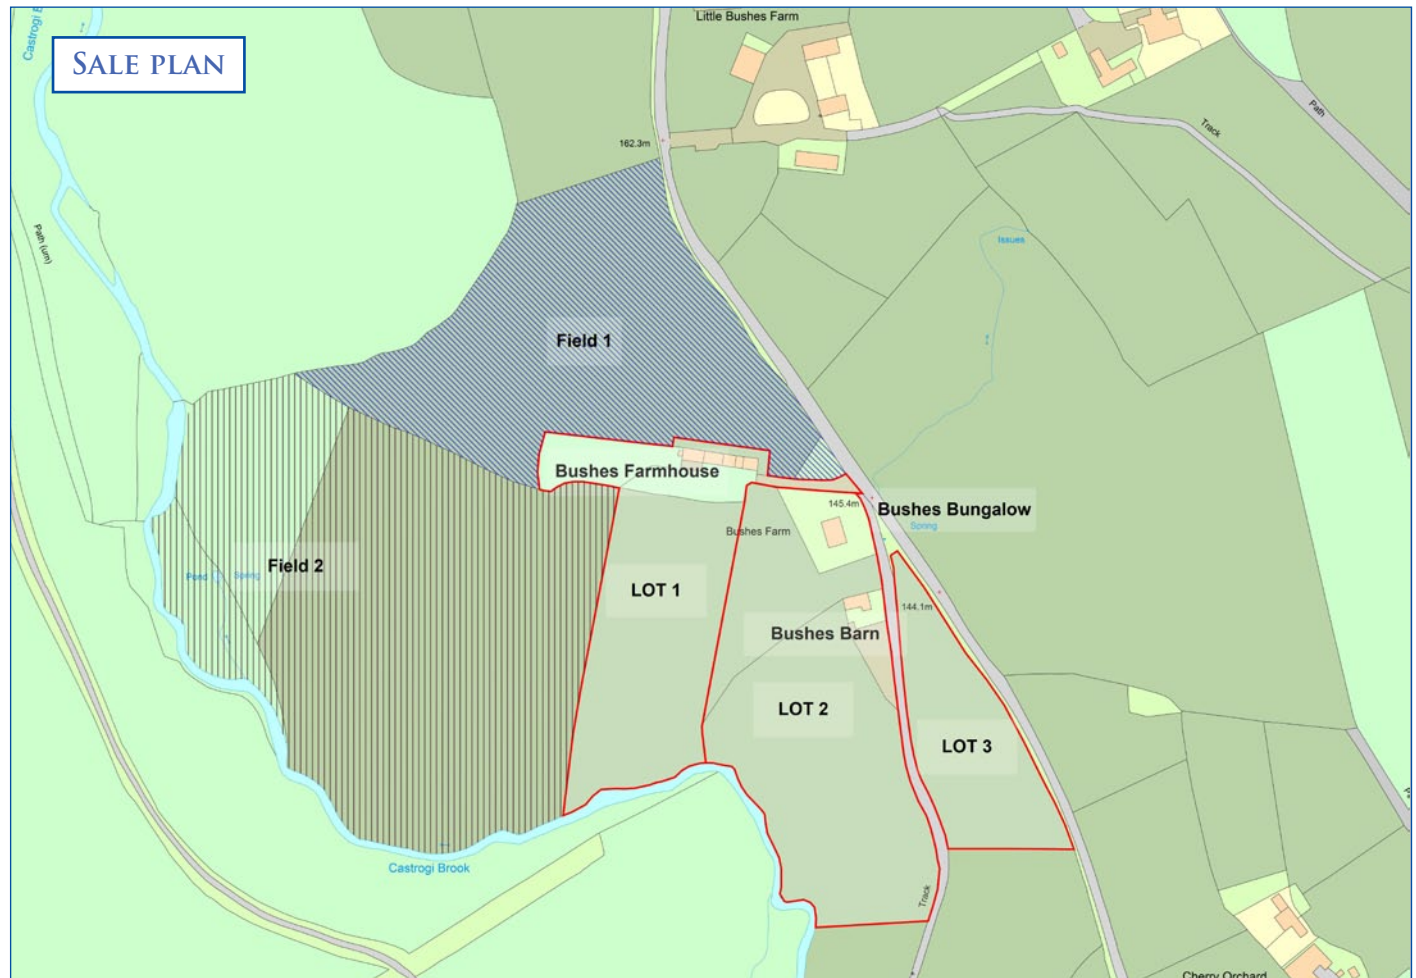 Little Bushes Farm
SALE PLAN
162.3m
Path
Track
Path (um)
Issues
Field 1
Bushes Farmhouse
145.4m
Bushes Bungalow
Spring
Bushes Farm
Field 2
Pond
Spring
LOT 1
144.1m
Bushes Barn
LOT 2
LOT 3
Castrogi Brook
Track
Cherry Orchard